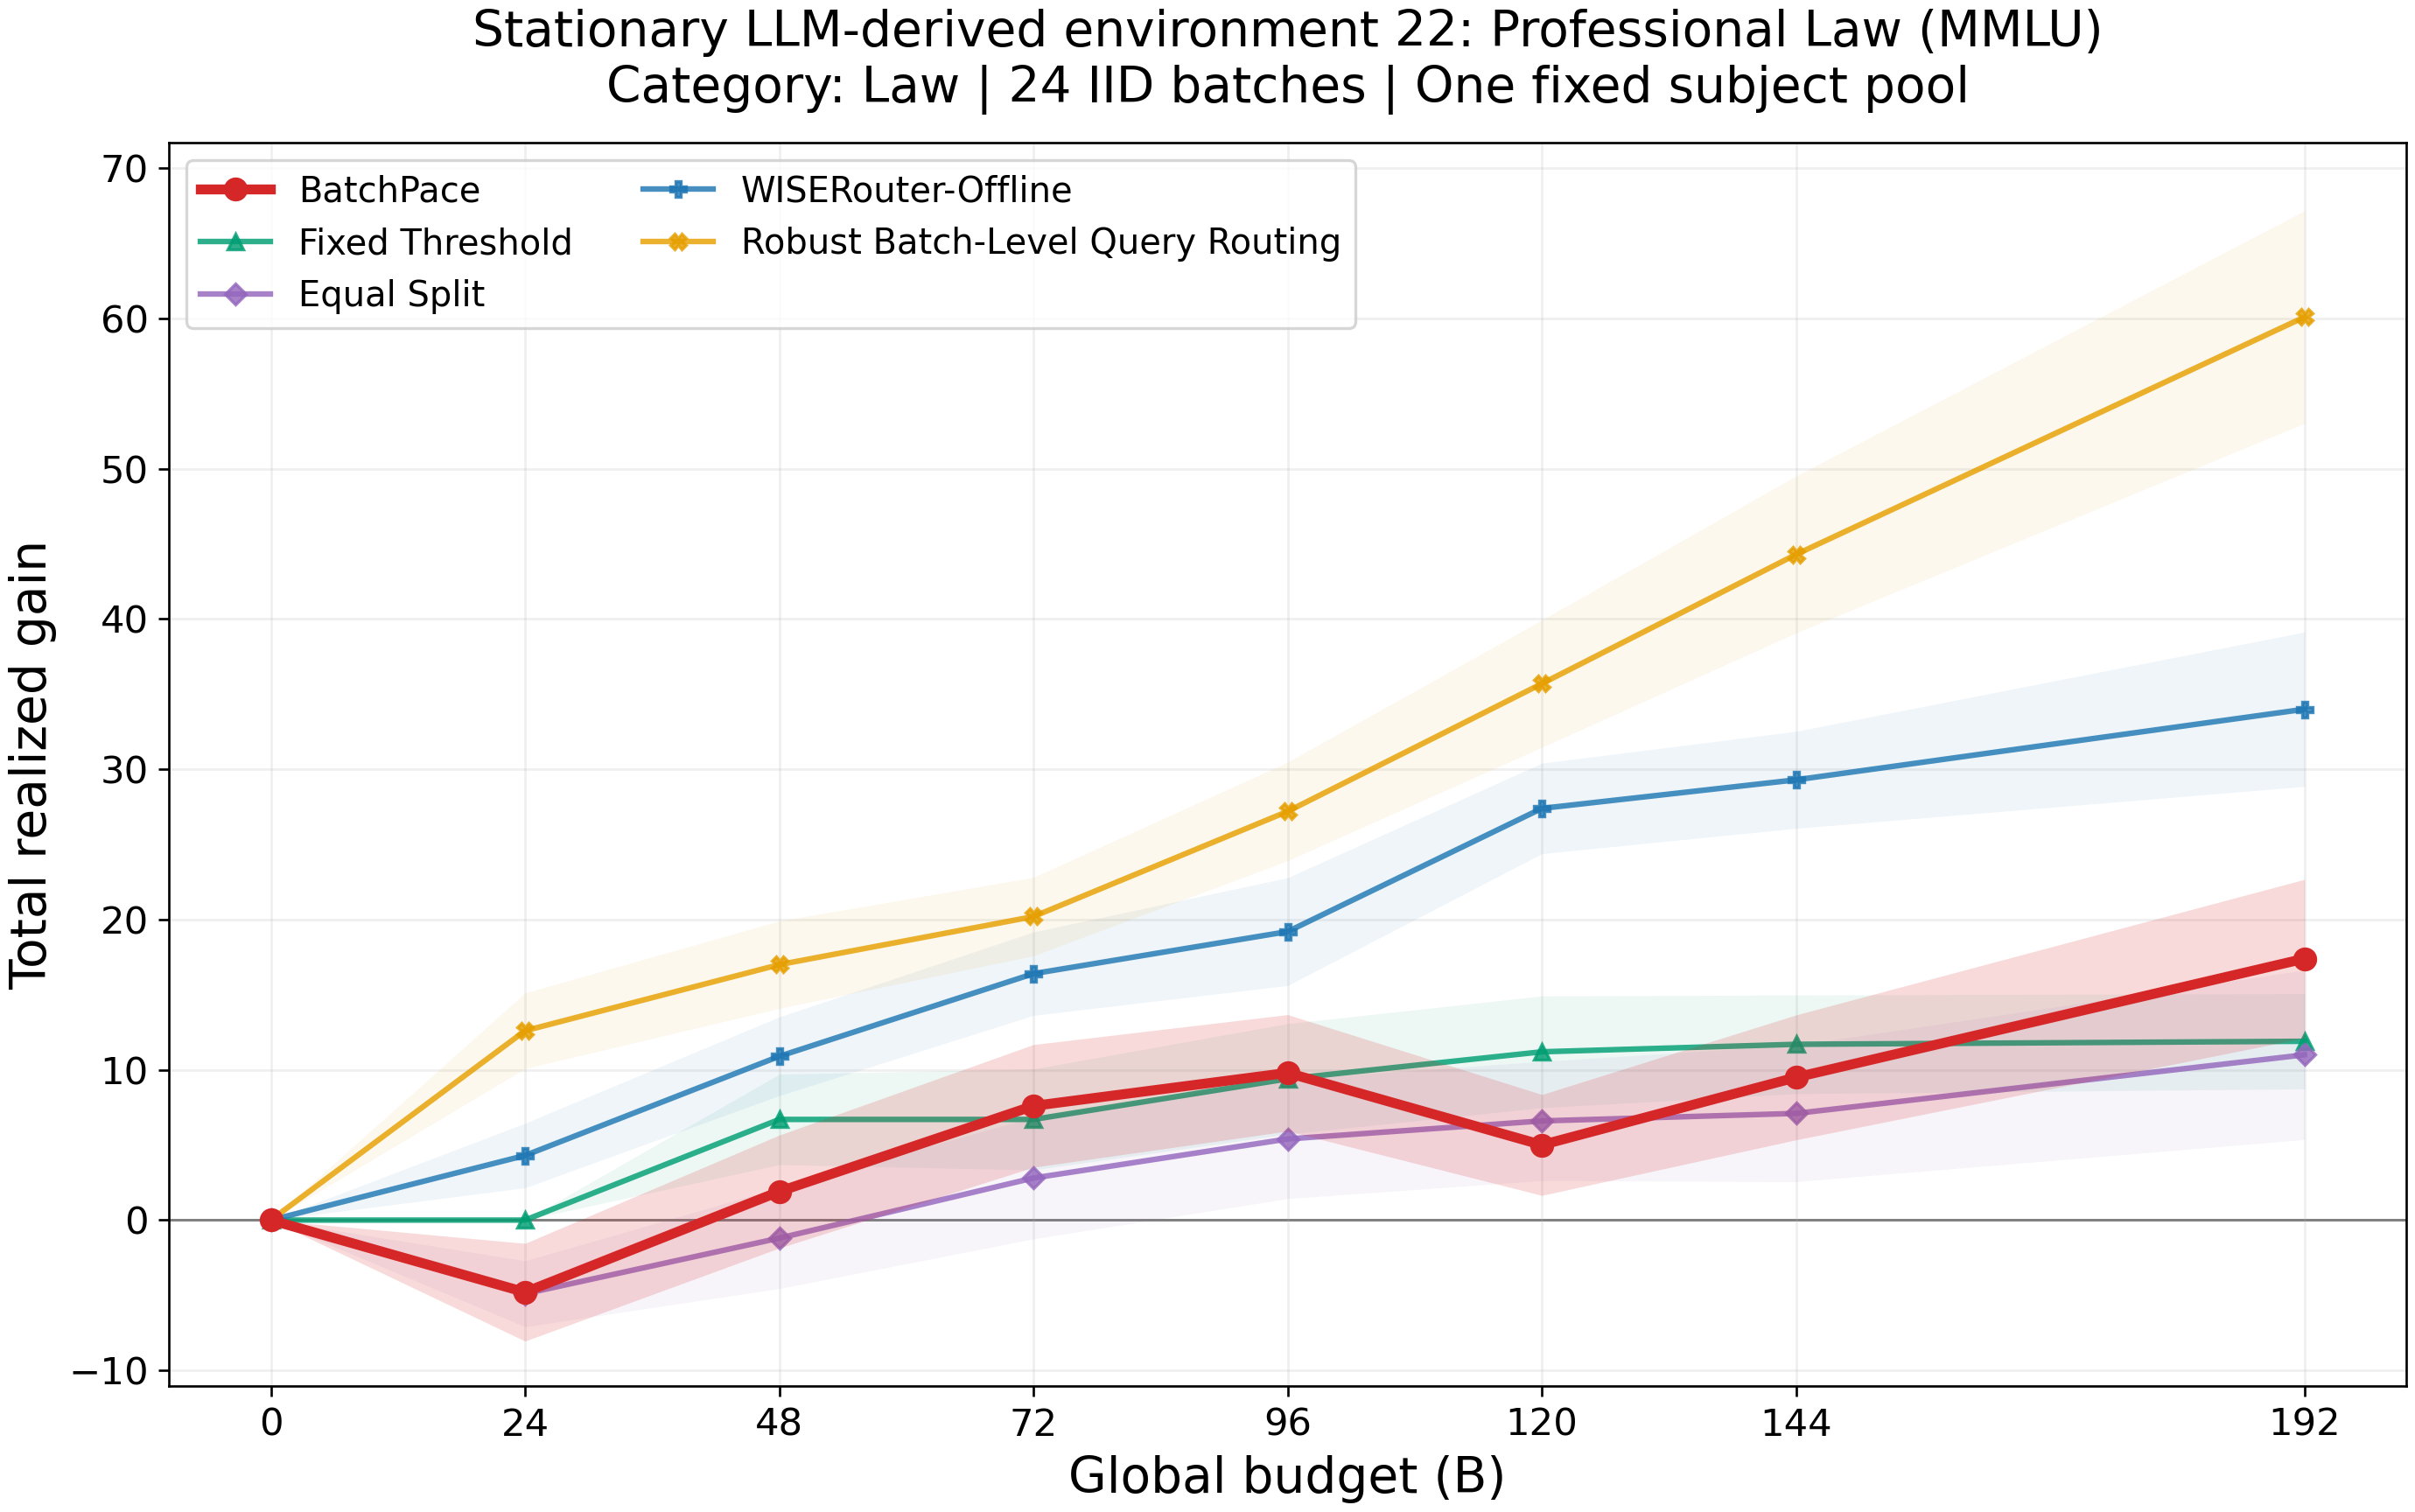 Stationary LLM-derived environment 22: Professional Law (MMLU)
Category: Law | 24 IID batches | One fixed subject pool
BatchPace
Fixed Threshold
Equal Split
WISERouter-Offline
Robust Batch-Level Query Routing
Total realized gain
70
60
50
40
30
20
10
0
−10
0 24 48 72 96 120 144 192
Global budget (B)